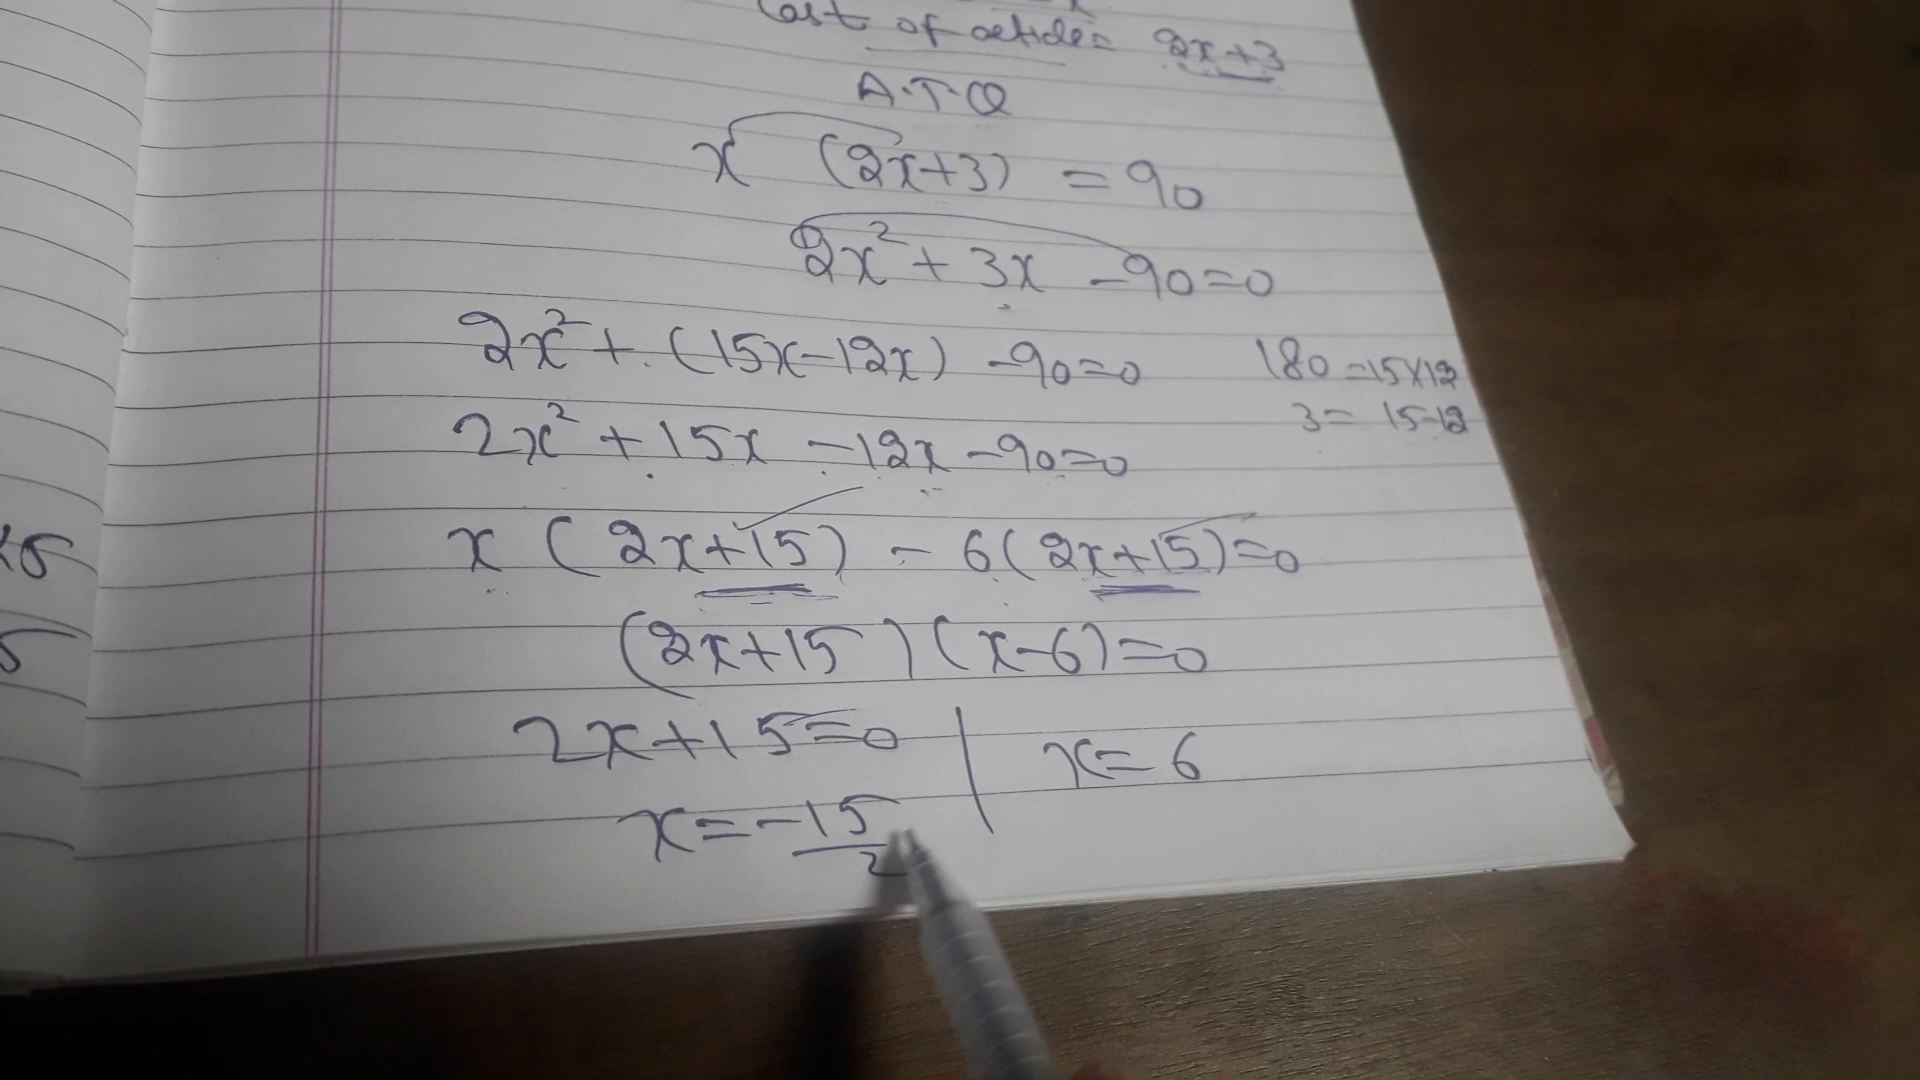 Cost of article = 2x+3
A.T.Q
x (2x+3) = 90
2x² + 3x - 90=0
2x² + (15x-12x) -90=0
180 =15x12
3= 15-12
2x² + 15x -12x -90=0
x (2x+15) - 6(2x+15)=0
(2x+15)(x-6)=0
2x+15=0 | x= 6
x=-15/2